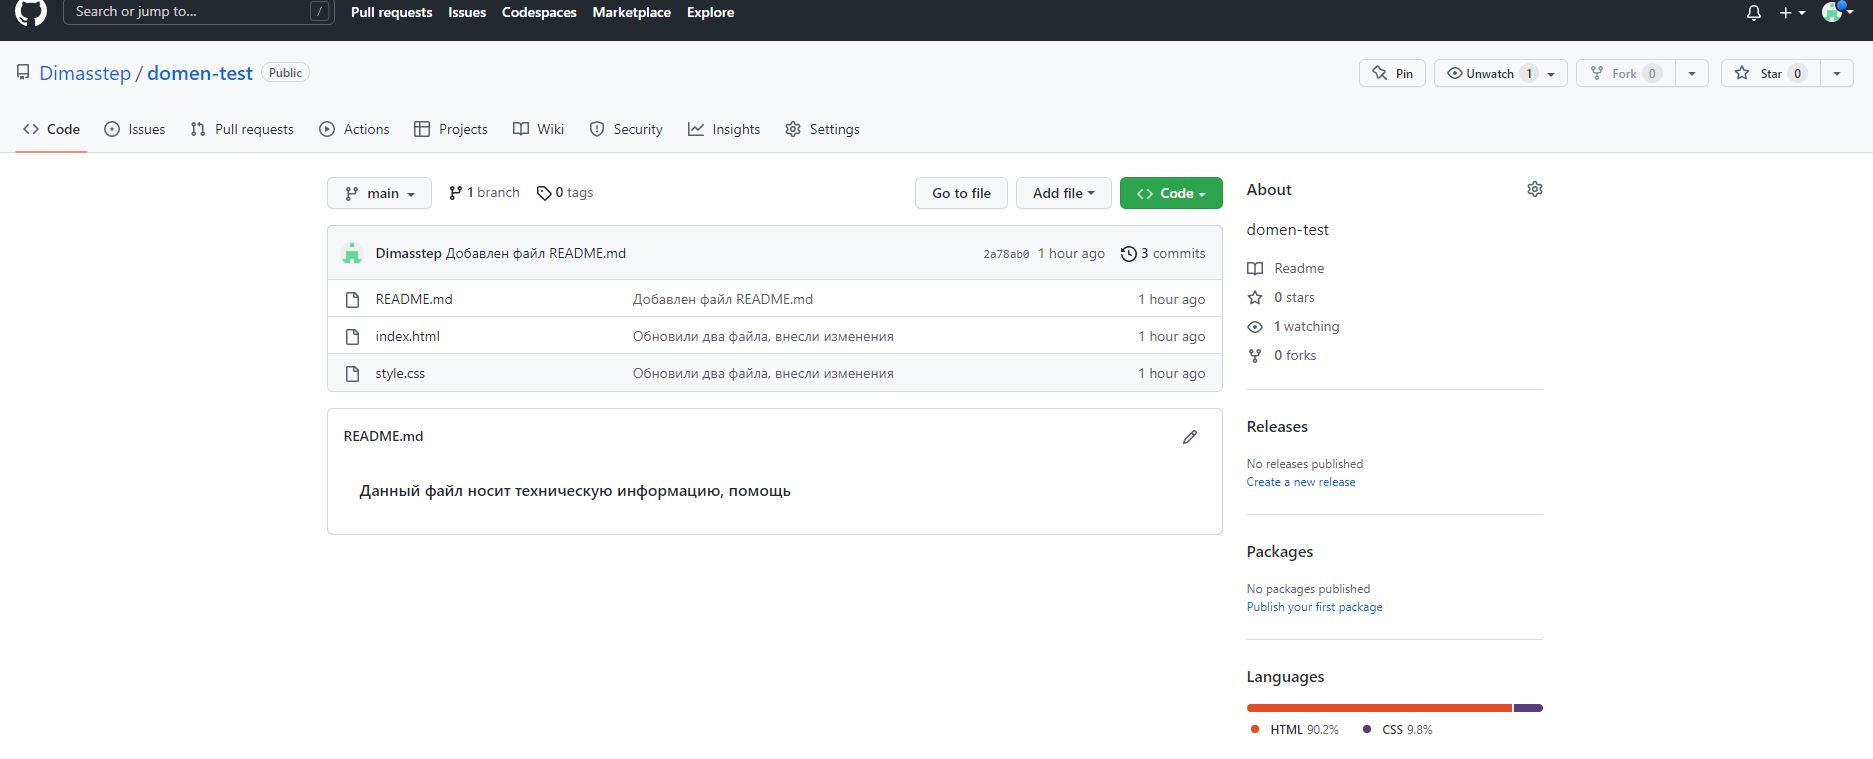 Search or jump to... /
Pull requests Issues Codespaces Marketplace Explore
Dimasstep / domen-test Public
Pin Unwatch 1 Fork 0 Star 0
Code Issues Pull requests Actions Projects Wiki Security Insights Settings
main 1 branch 0 tags Go to file Add file Code
Dimasstep Добавлен файл README.md 2a78ab0 1 hour ago 3 commits
README.md Добавлен файл README.md 1 hour ago
index.html Обновили два файла, внесли изменения 1 hour ago
style.css Обновили два файла, внесли изменения 1 hour ago
README.md
Данный файл носит техническую информацию, помощь
About
domen-test
Readme
0 stars
1 watching
0 forks
Releases
No releases published
Create a new release
Packages
No packages published
Publish your first package
Languages
HTML 90.2% CSS 9.8%